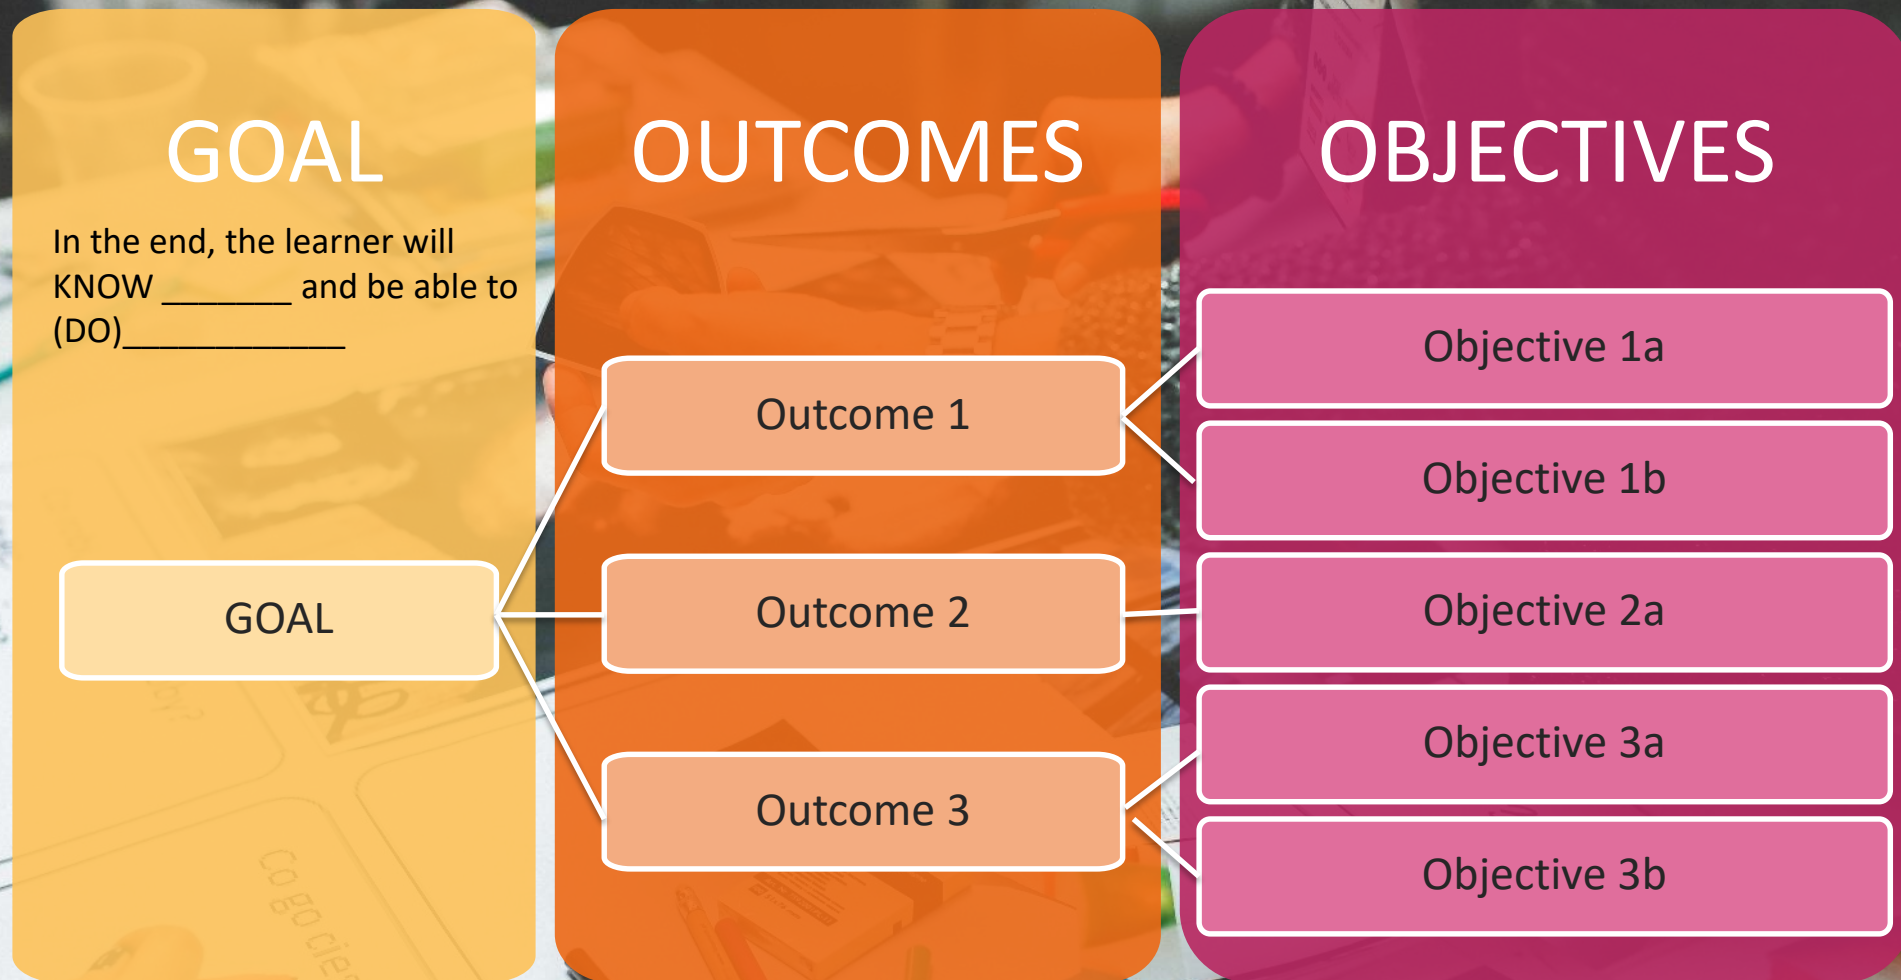 GOAL
In the end, the learner will
KNOW _______ and be able to
(DO)____________
GOAL
OUTCOMES
Outcome 1
Outcome 2
Outcome 3
OBJECTIVES
Objective 1a
Objective 1b
Objective 2a
Objective 3a
Objective 3b